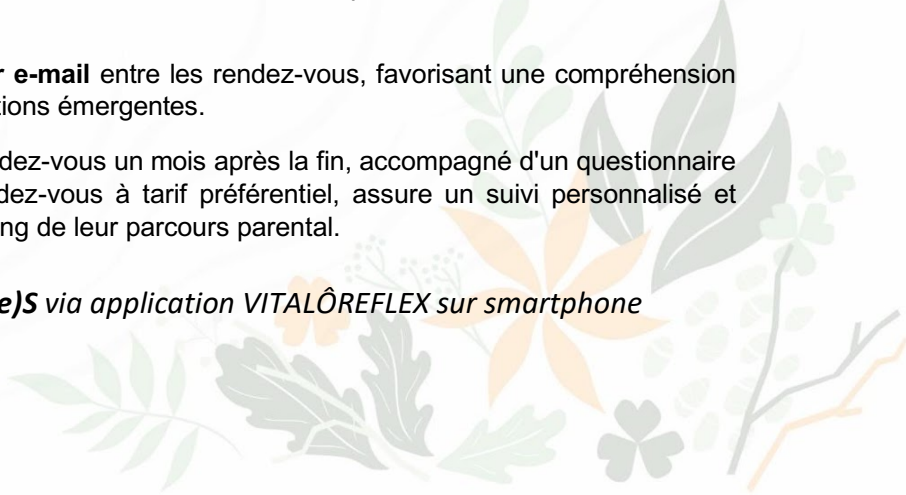 r e-mail entre les rendez-vous, favorisant une compréhension
tions émergentes.
dez-vous un mois après la fin, accompagné d'un questionnaire
dez-vous à tarif préférentiel, assure un suivi personnalisé et
ng de leur parcours parental.
e)S via application VITALÔREFLEX sur smartphone